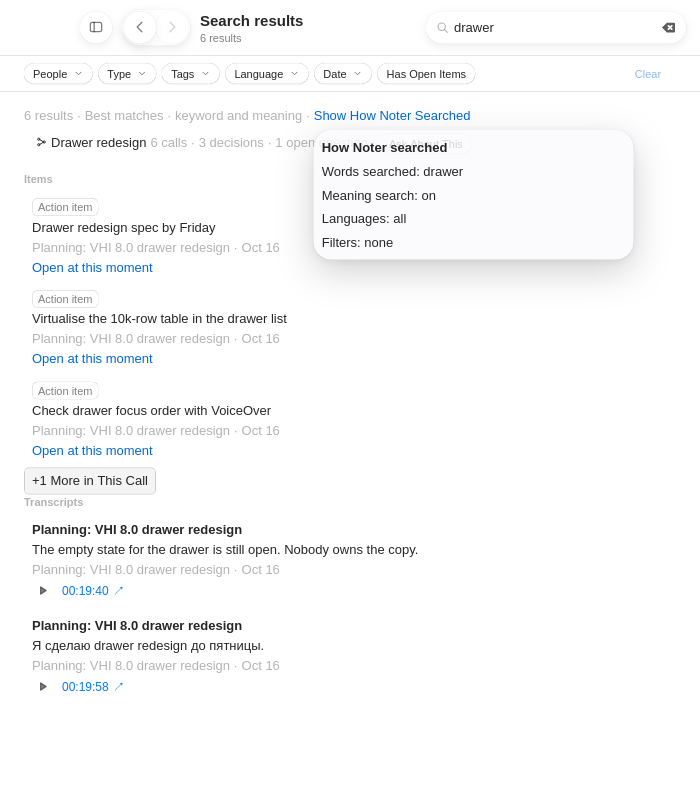 Search results
6 results
drawer
People
Type
Tags
Language
Date
Has Open Items
Clear
6 results · Best matches · keyword and meaning · Show How Noter Searched
Drawer redesign 6 calls · 3 decisions · 1 open
How Noter searched
Words searched: drawer
Meaning search: on
Languages: all
Filters: none
Items
Action item
Drawer redesign spec by Friday
Planning: VHI 8.0 drawer redesign · Oct 16
Open at this moment
Action item
Virtualise the 10k-row table in the drawer list
Planning: VHI 8.0 drawer redesign · Oct 16
Open at this moment
Action item
Check drawer focus order with VoiceOver
Planning: VHI 8.0 drawer redesign · Oct 16
Open at this moment
+1 More in This Call
Transcripts
Planning: VHI 8.0 drawer redesign
The empty state for the drawer is still open. Nobody owns the copy.
Planning: VHI 8.0 drawer redesign · Oct 16
00:19:40
Planning: VHI 8.0 drawer redesign
Я сделаю drawer redesign до пятницы.
Planning: VHI 8.0 drawer redesign · Oct 16
00:19:58